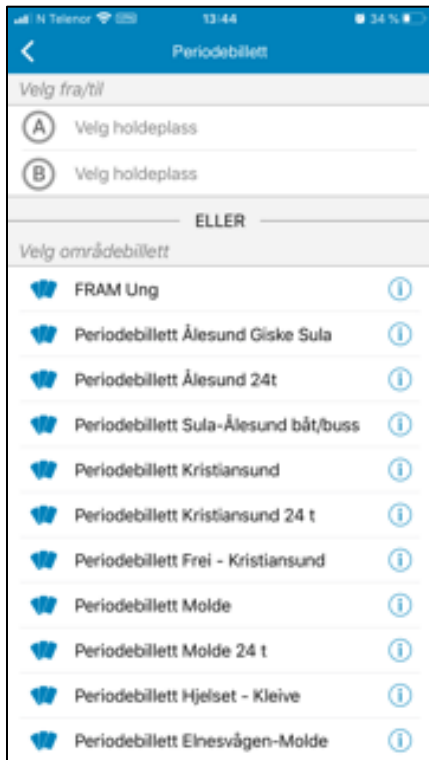 N Telenor 13:44 34 %
Periodebillett
Velg fra/til
A Velg holdeplass
B Velg holdeplass
ELLER
Velg områdebillett
FRAM Ung
Periodebillett Ålesund Giske Sula
Periodebillett Ålesund 24t
Periodebillett Sula-Ålesund båt/buss
Periodebillett Kristiansund
Periodebillett Kristiansund 24 t
Periodebillett Frei - Kristiansund
Periodebillett Molde
Periodebillett Molde 24 t
Periodebillett Hjelset - Kleive
Periodebillett Elnesvågen-Molde